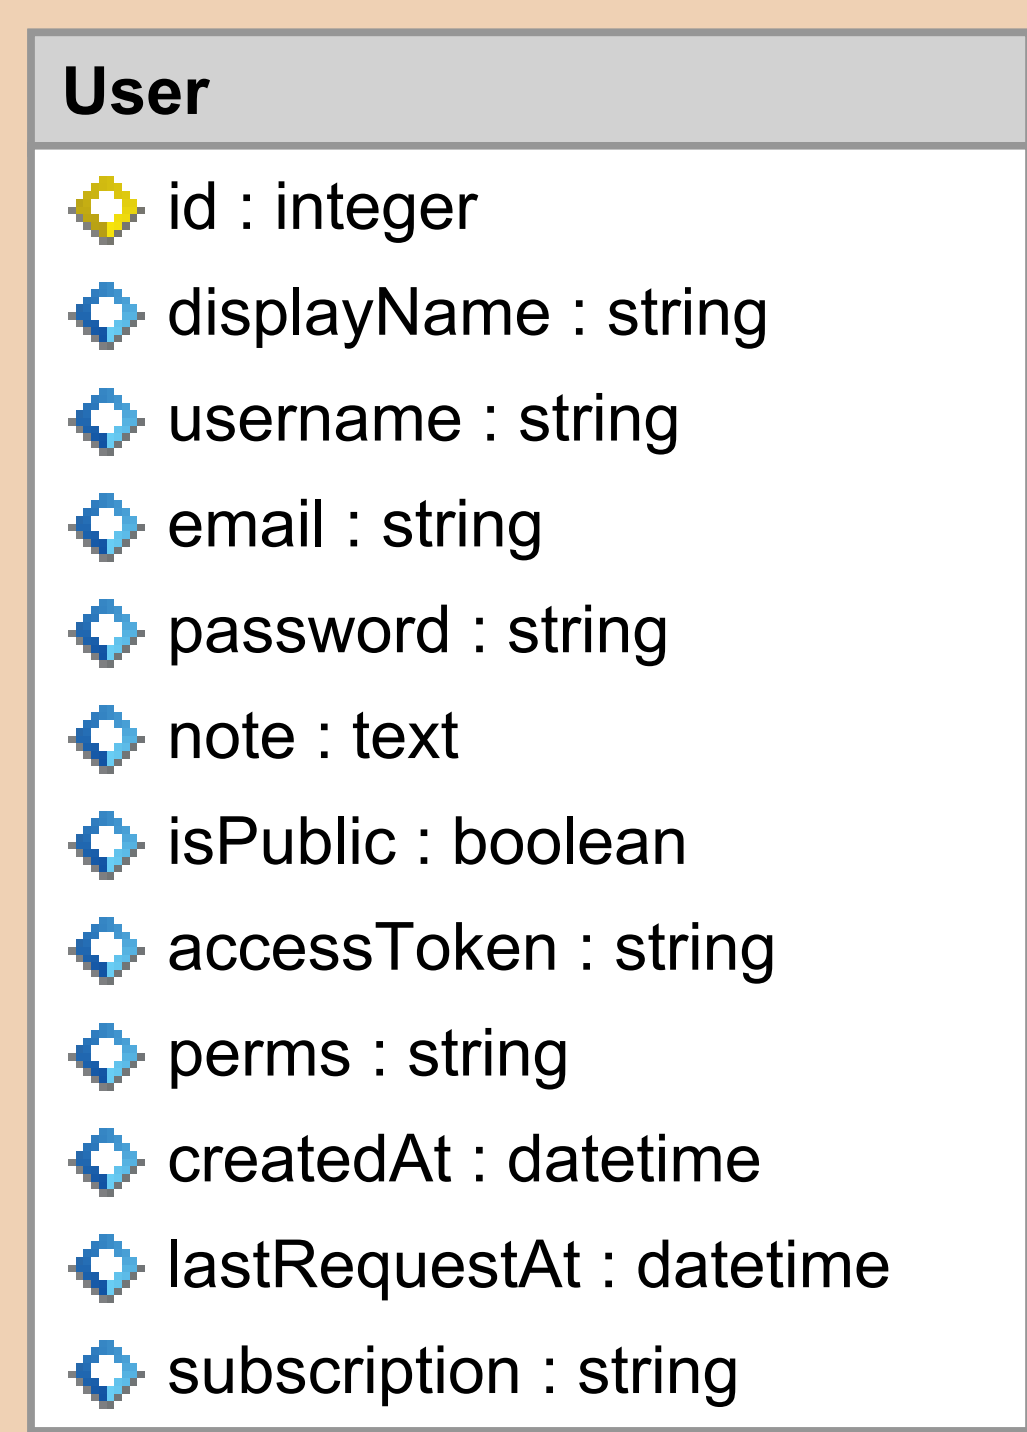 User
id : integer
displayName : string
username : string
email : string
password : string
note : text
isPublic : boolean
accessToken : string
perms : string
createdAt : datetime
lastRequestAt : datetime
subscription : string